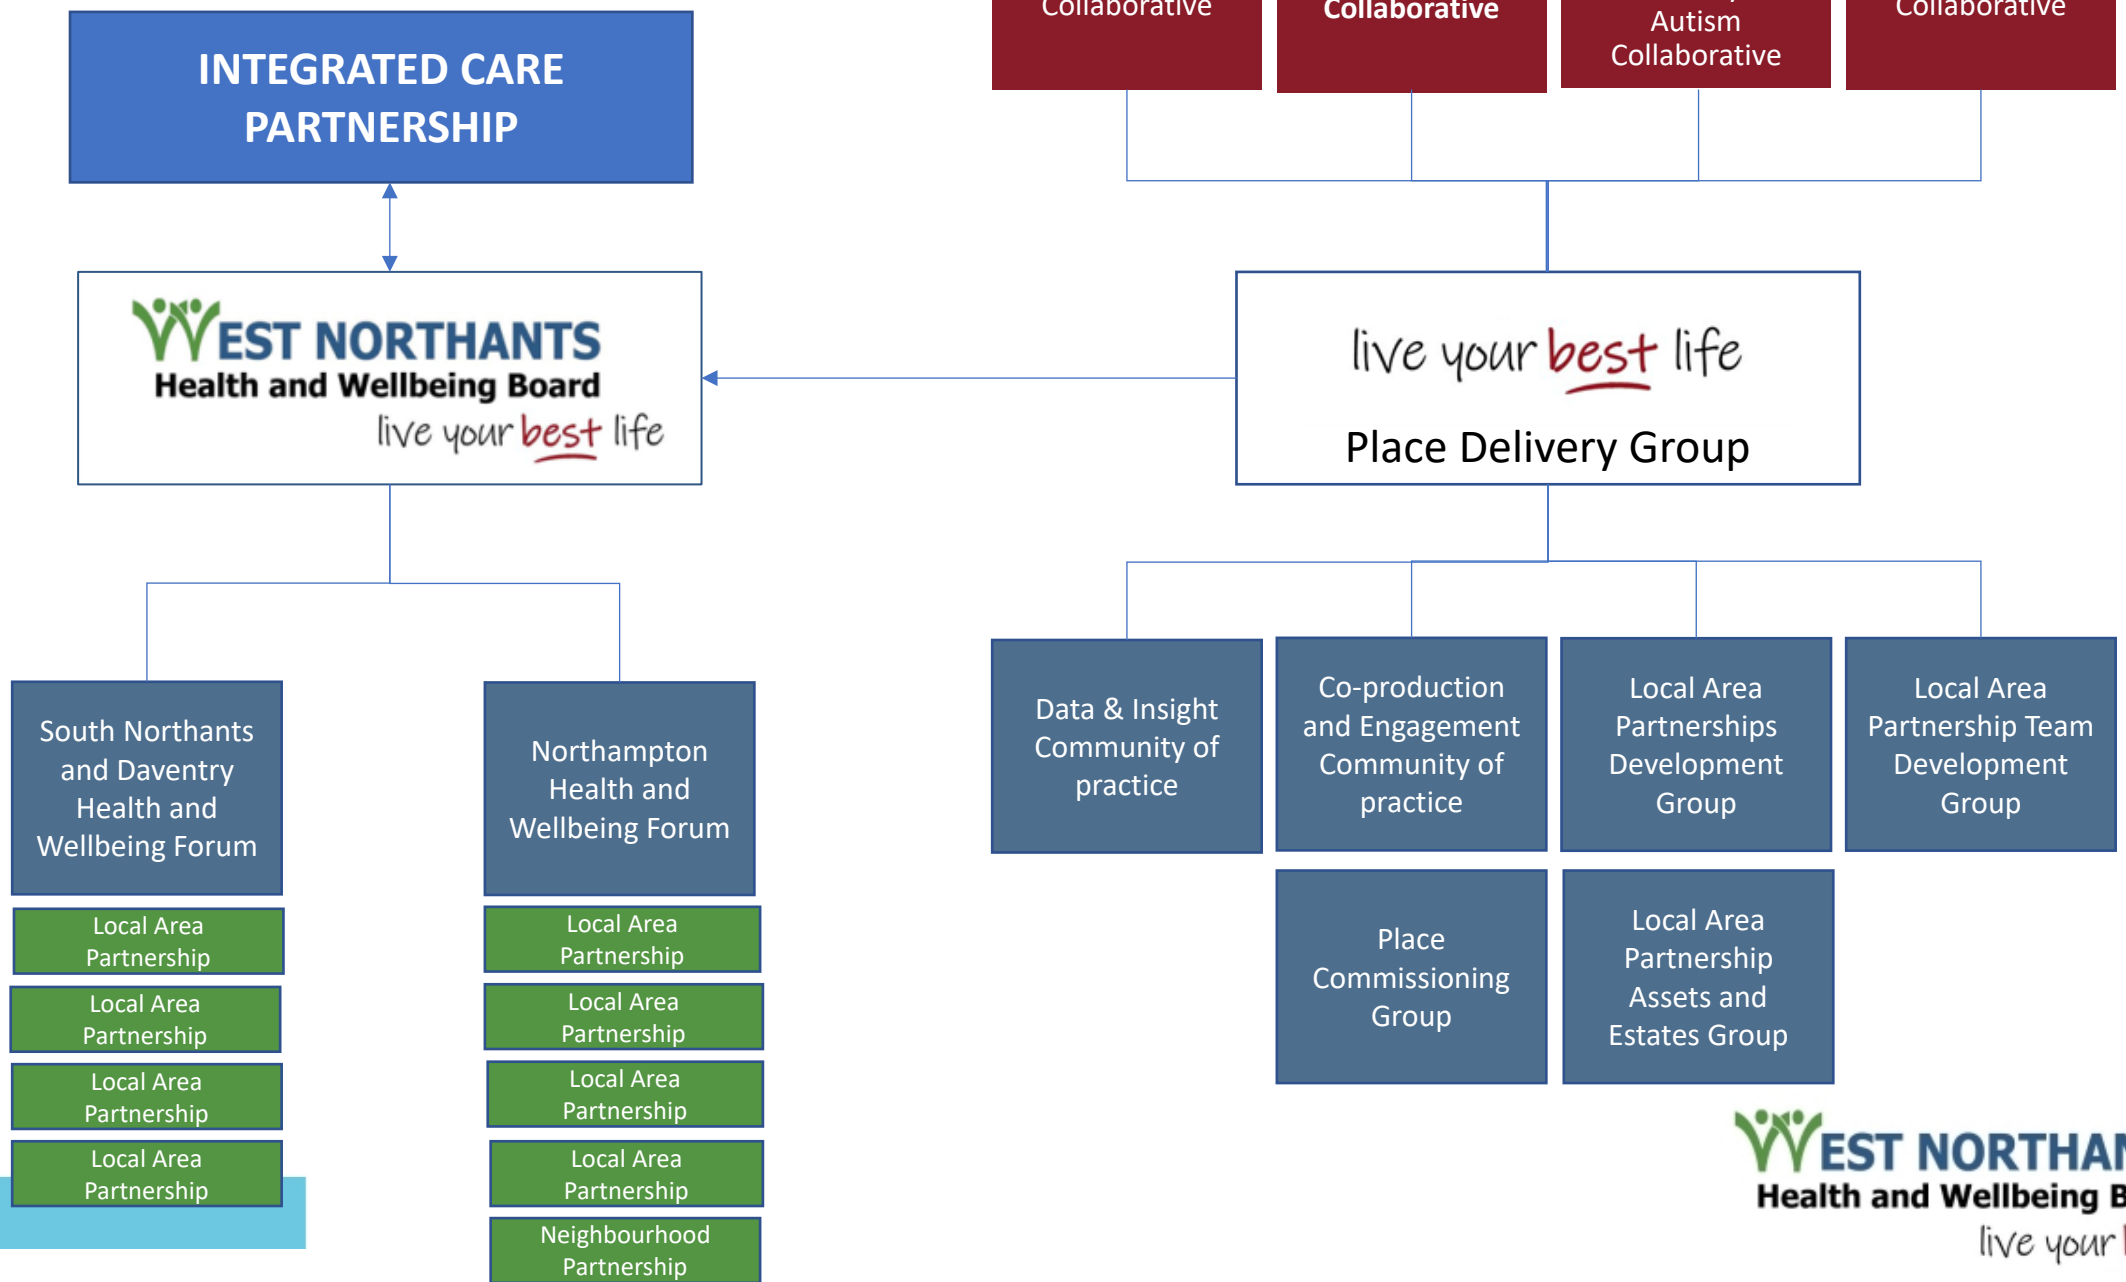 Collaborative
Collaborative
Autism
Collaborative
Collaborative
INTEGRATED CARE
PARTNERSHIP
WEST NORTHANTS
Health and Wellbeing Board
live your best life
live your best life
Place Delivery Group
South Northants
and Daventry
Health and
Wellbeing Forum
Northampton
Health and
Wellbeing Forum
Data & Insight
Community of
practice
Co-production
and Engagement
Community of
practice
Local Area
Partnerships
Development
Group
Local Area
Partnership Team
Development
Group
Place
Commissioning
Group
Local Area
Partnership
Assets and
Estates Group
Local Area
Partnership
Local Area
Partnership
Local Area
Partnership
Local Area
Partnership
Local Area
Partnership
Local Area
Partnership
Local Area
Partnership
Local Area
Partnership
Neighbourhood
Partnership
WEST NORTHAN
Health and Wellbeing B
live your